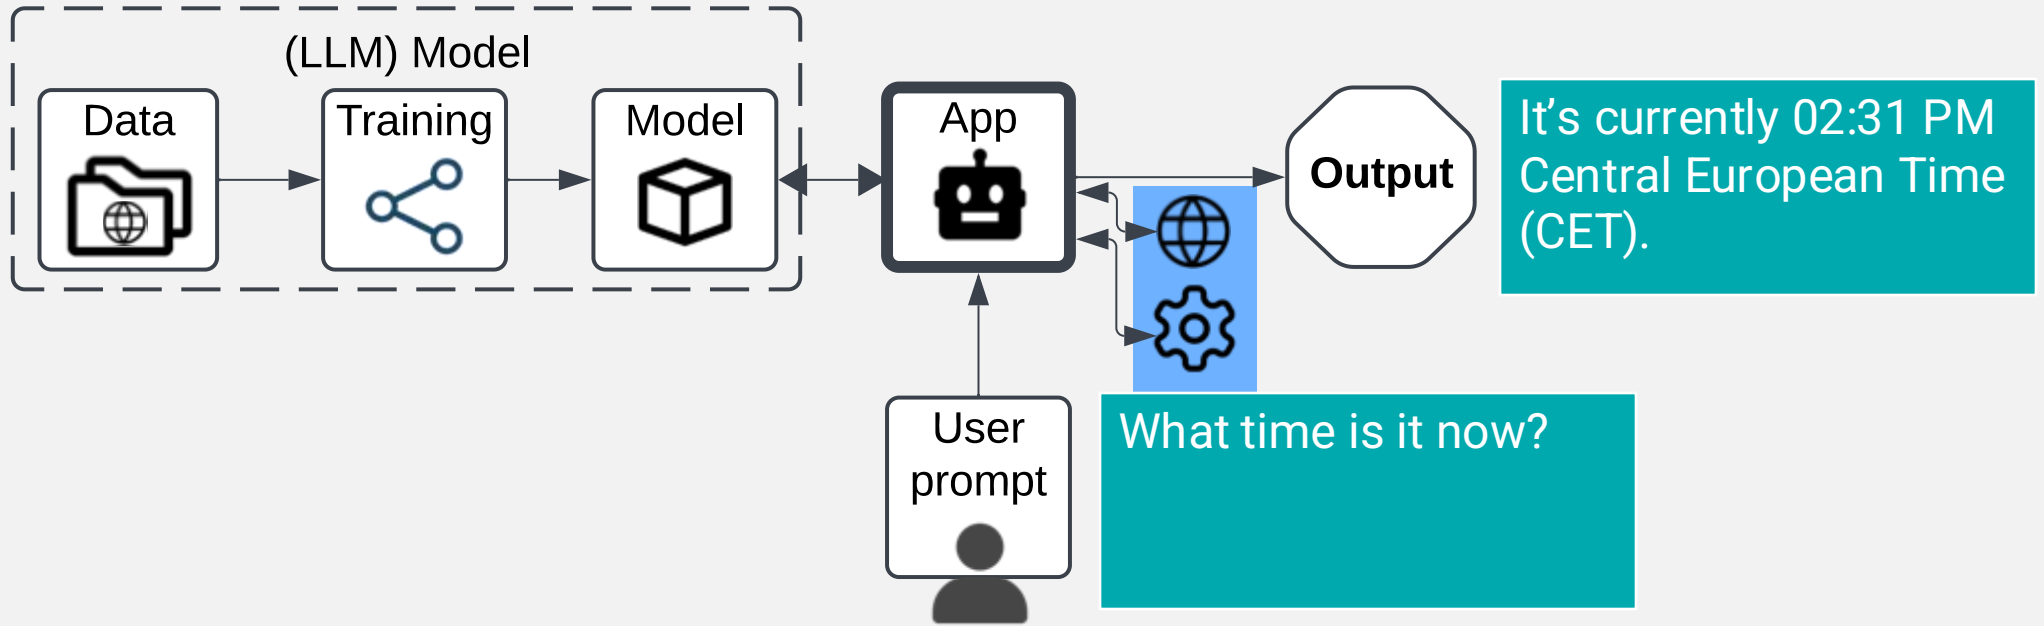 (LLM) Model
Data
Training
Model
App
Output
It’s currently 02:31 PM
Central European Time
(CET).
User
prompt
What time is it now?